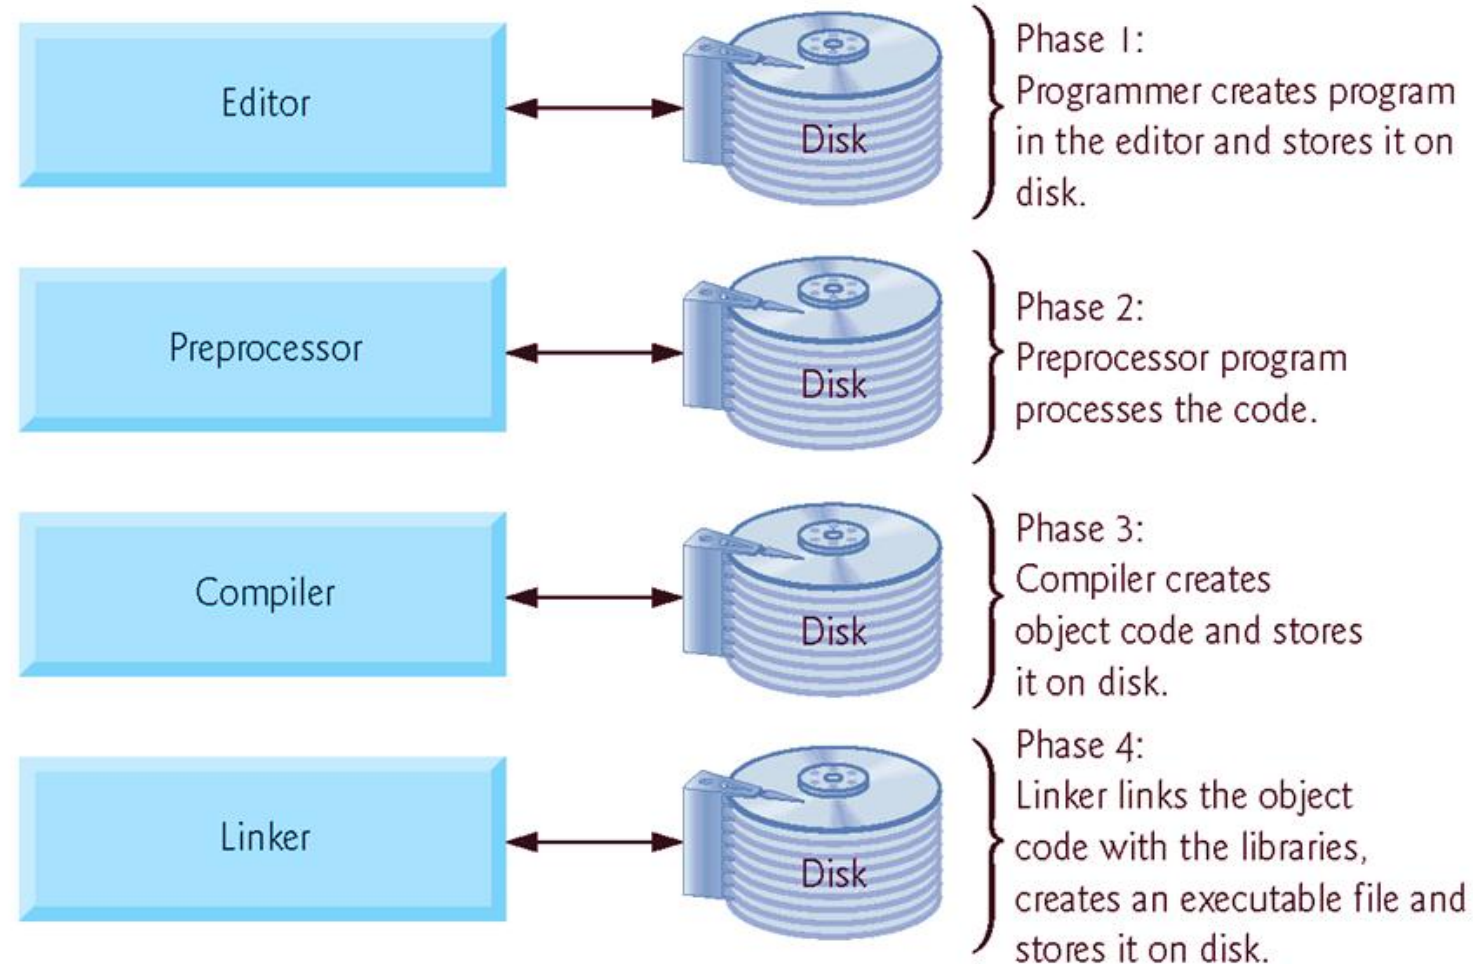 Editor
Disk
Phase 1:
Programmer creates program
in the editor and stores it on
disk.
Preprocessor
Disk
Phase 2:
Preprocessor program
processes the code.
Compiler
Disk
Phase 3:
Compiler creates
object code and stores
it on disk.
Linker
Disk
Phase 4:
Linker links the object
code with the libraries,
creates an executable file and
stores it on disk.